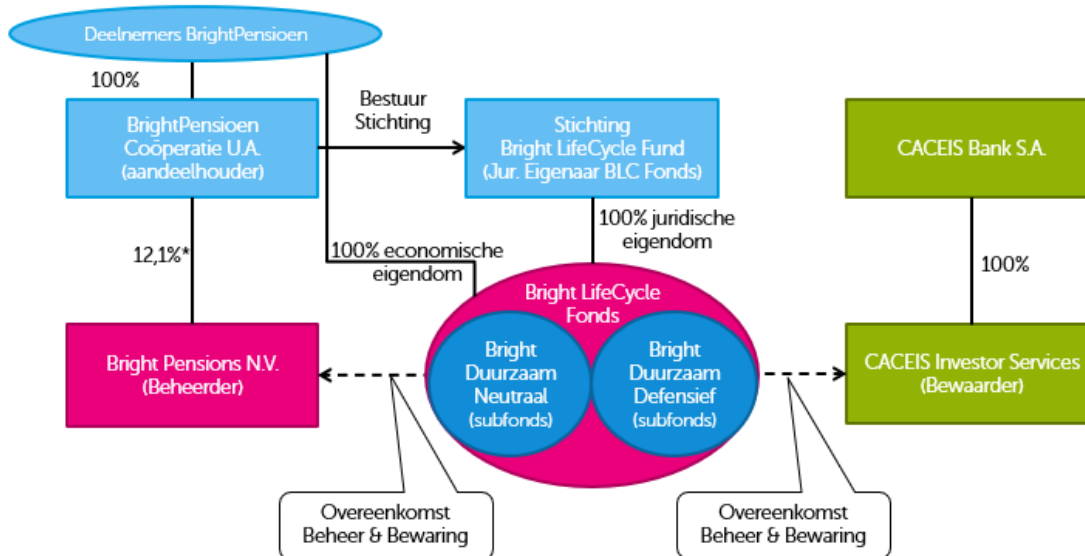 Deelnemers BrightPensioen
100%
BrightPensioen
Coöperatie U.A.
(aandeelhouder)
Bestuur
Stichting
Stichting
Bright LifeCycle Fund
(Jur. Eigenaar BLC Fonds)
CACEIS Bank S.A.
12,1%*
100% economische
eigendom
100% juridische
eigendom
100%
Bright LifeCycle
Fonds
Bright Pensions N.V.
(Beheerder)
Bright
Duurzaam
Neutraal
(subfonds)
Bright
Duurzaam
Defensief
(subfonds)
CACEIS Investor Services
(Bewaarder)
Overeenkomst
Beheer & Bewaring
Overeenkomst
Beheer & Bewaring